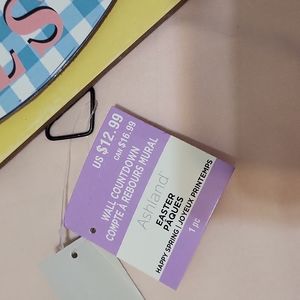 LS
US $12.99
CAN $16.99
WALL COUNTDOWN
COMPTE À REBOURS MURAL
Ashland
EASTER
PÂQUES
HAPPY SPRING | JOYEUX PRINTEMPS
1 pc